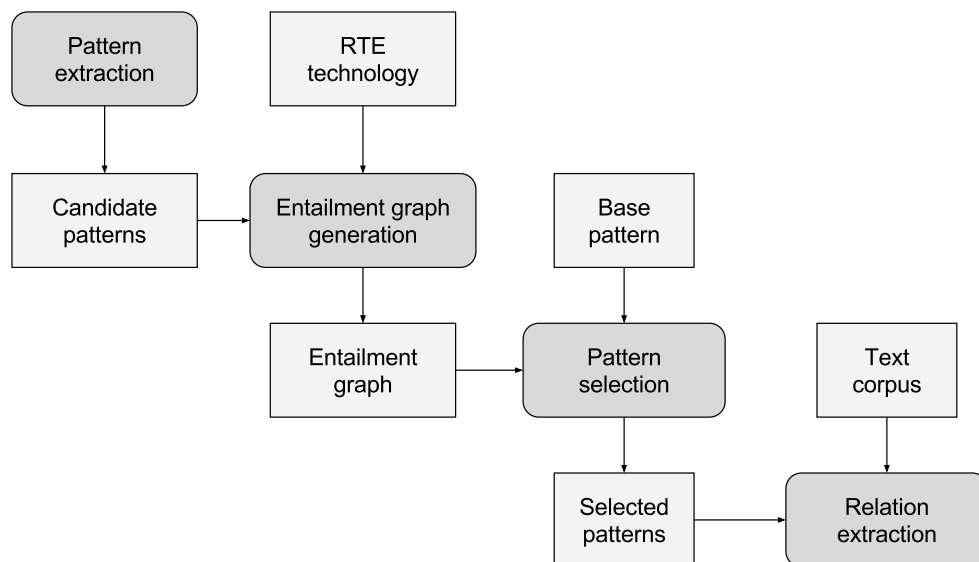 Pattern
extraction
RTE
technology
Candidate
patterns
Entailment graph
generation
Base
pattern
Entailment
graph
Pattern
selection
Text
corpus
Selected
patterns
Relation
extraction